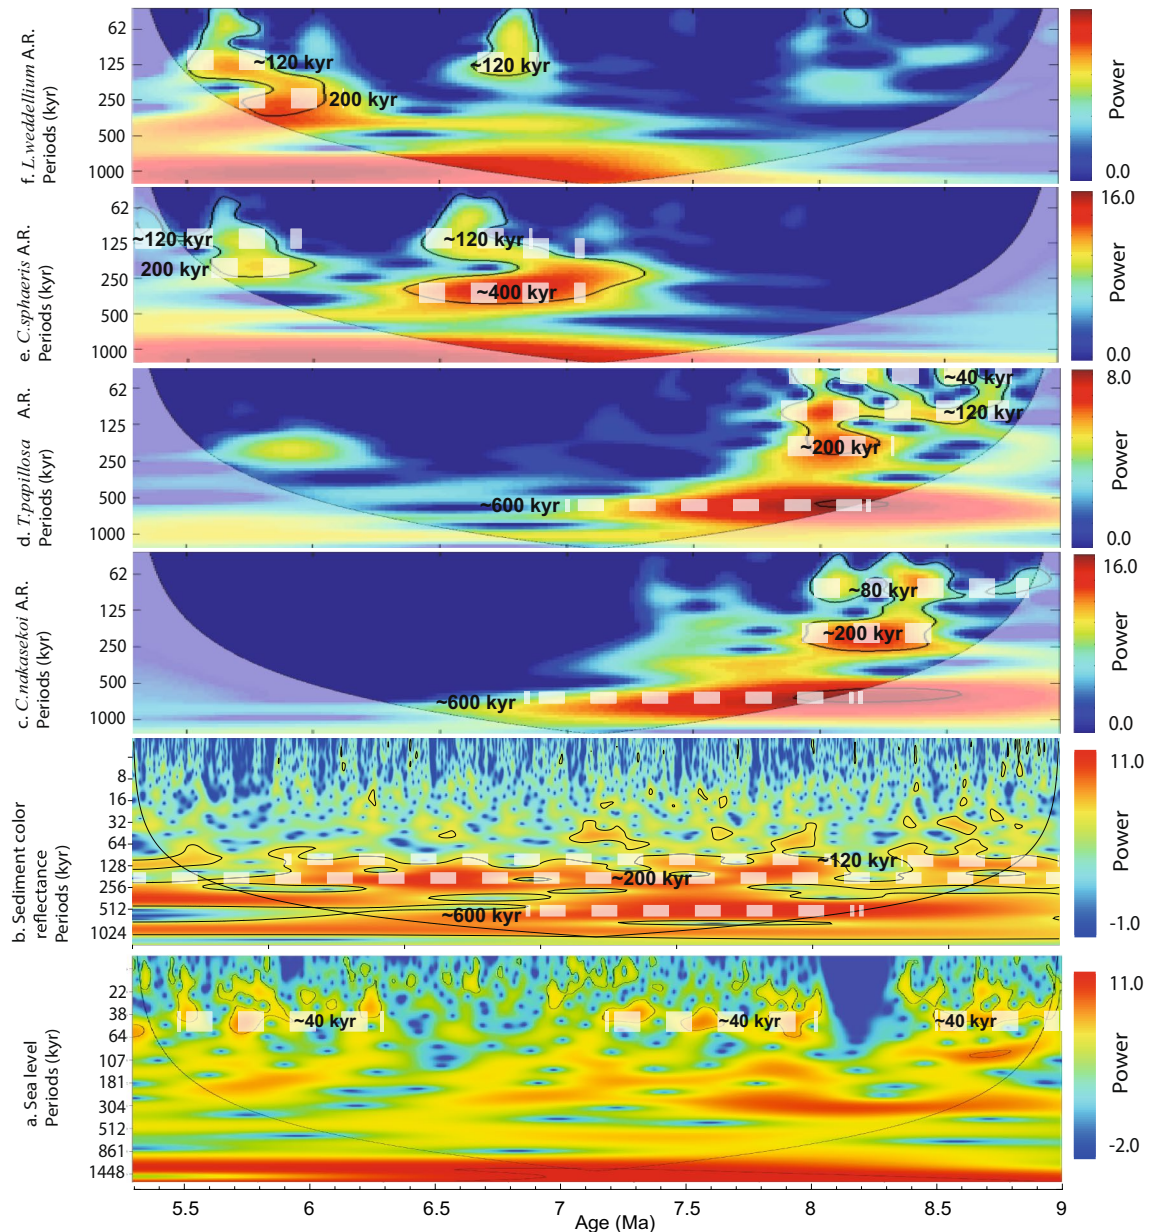 f. L.weddellium A.R.
Periods (kyr)
62
125
250
500
1000
~120 kyr
200 kyr
~120 kyr
Power
0.0
e. C.sphaeris A.R.
Periods (kyr)
62
125
250
500
1000
~120 kyr
200 kyr
~120 kyr
~400 kyr
16.0
Power
0.0
d. T.papillosa A.R.
Periods (kyr)
62
125
250
500
1000
~40 kyr
~120 kyr
~200 kyr
~600 kyr
8.0
Power
0.0
c. C.nakasekoi A.R.
Periods (kyr)
62
125
250
500
1000
~80 kyr
~200 kyr
~600 kyr
16.0
Power
0.0
b. Sediment color
reflectance
Periods (kyr)
8
16
32
64
128
256
512
1024
~120 kyr
~200 kyr
~600 kyr
11.0
Power
-1.0
a. Sea level
Periods (kyr)
22
38
64
107
181
304
512
861
1448
~40 kyr
~40 kyr
~40 kyr
11.0
Power
-2.0
5.5 6 6.5 7 7.5 8 8.5 9
Age (Ma)